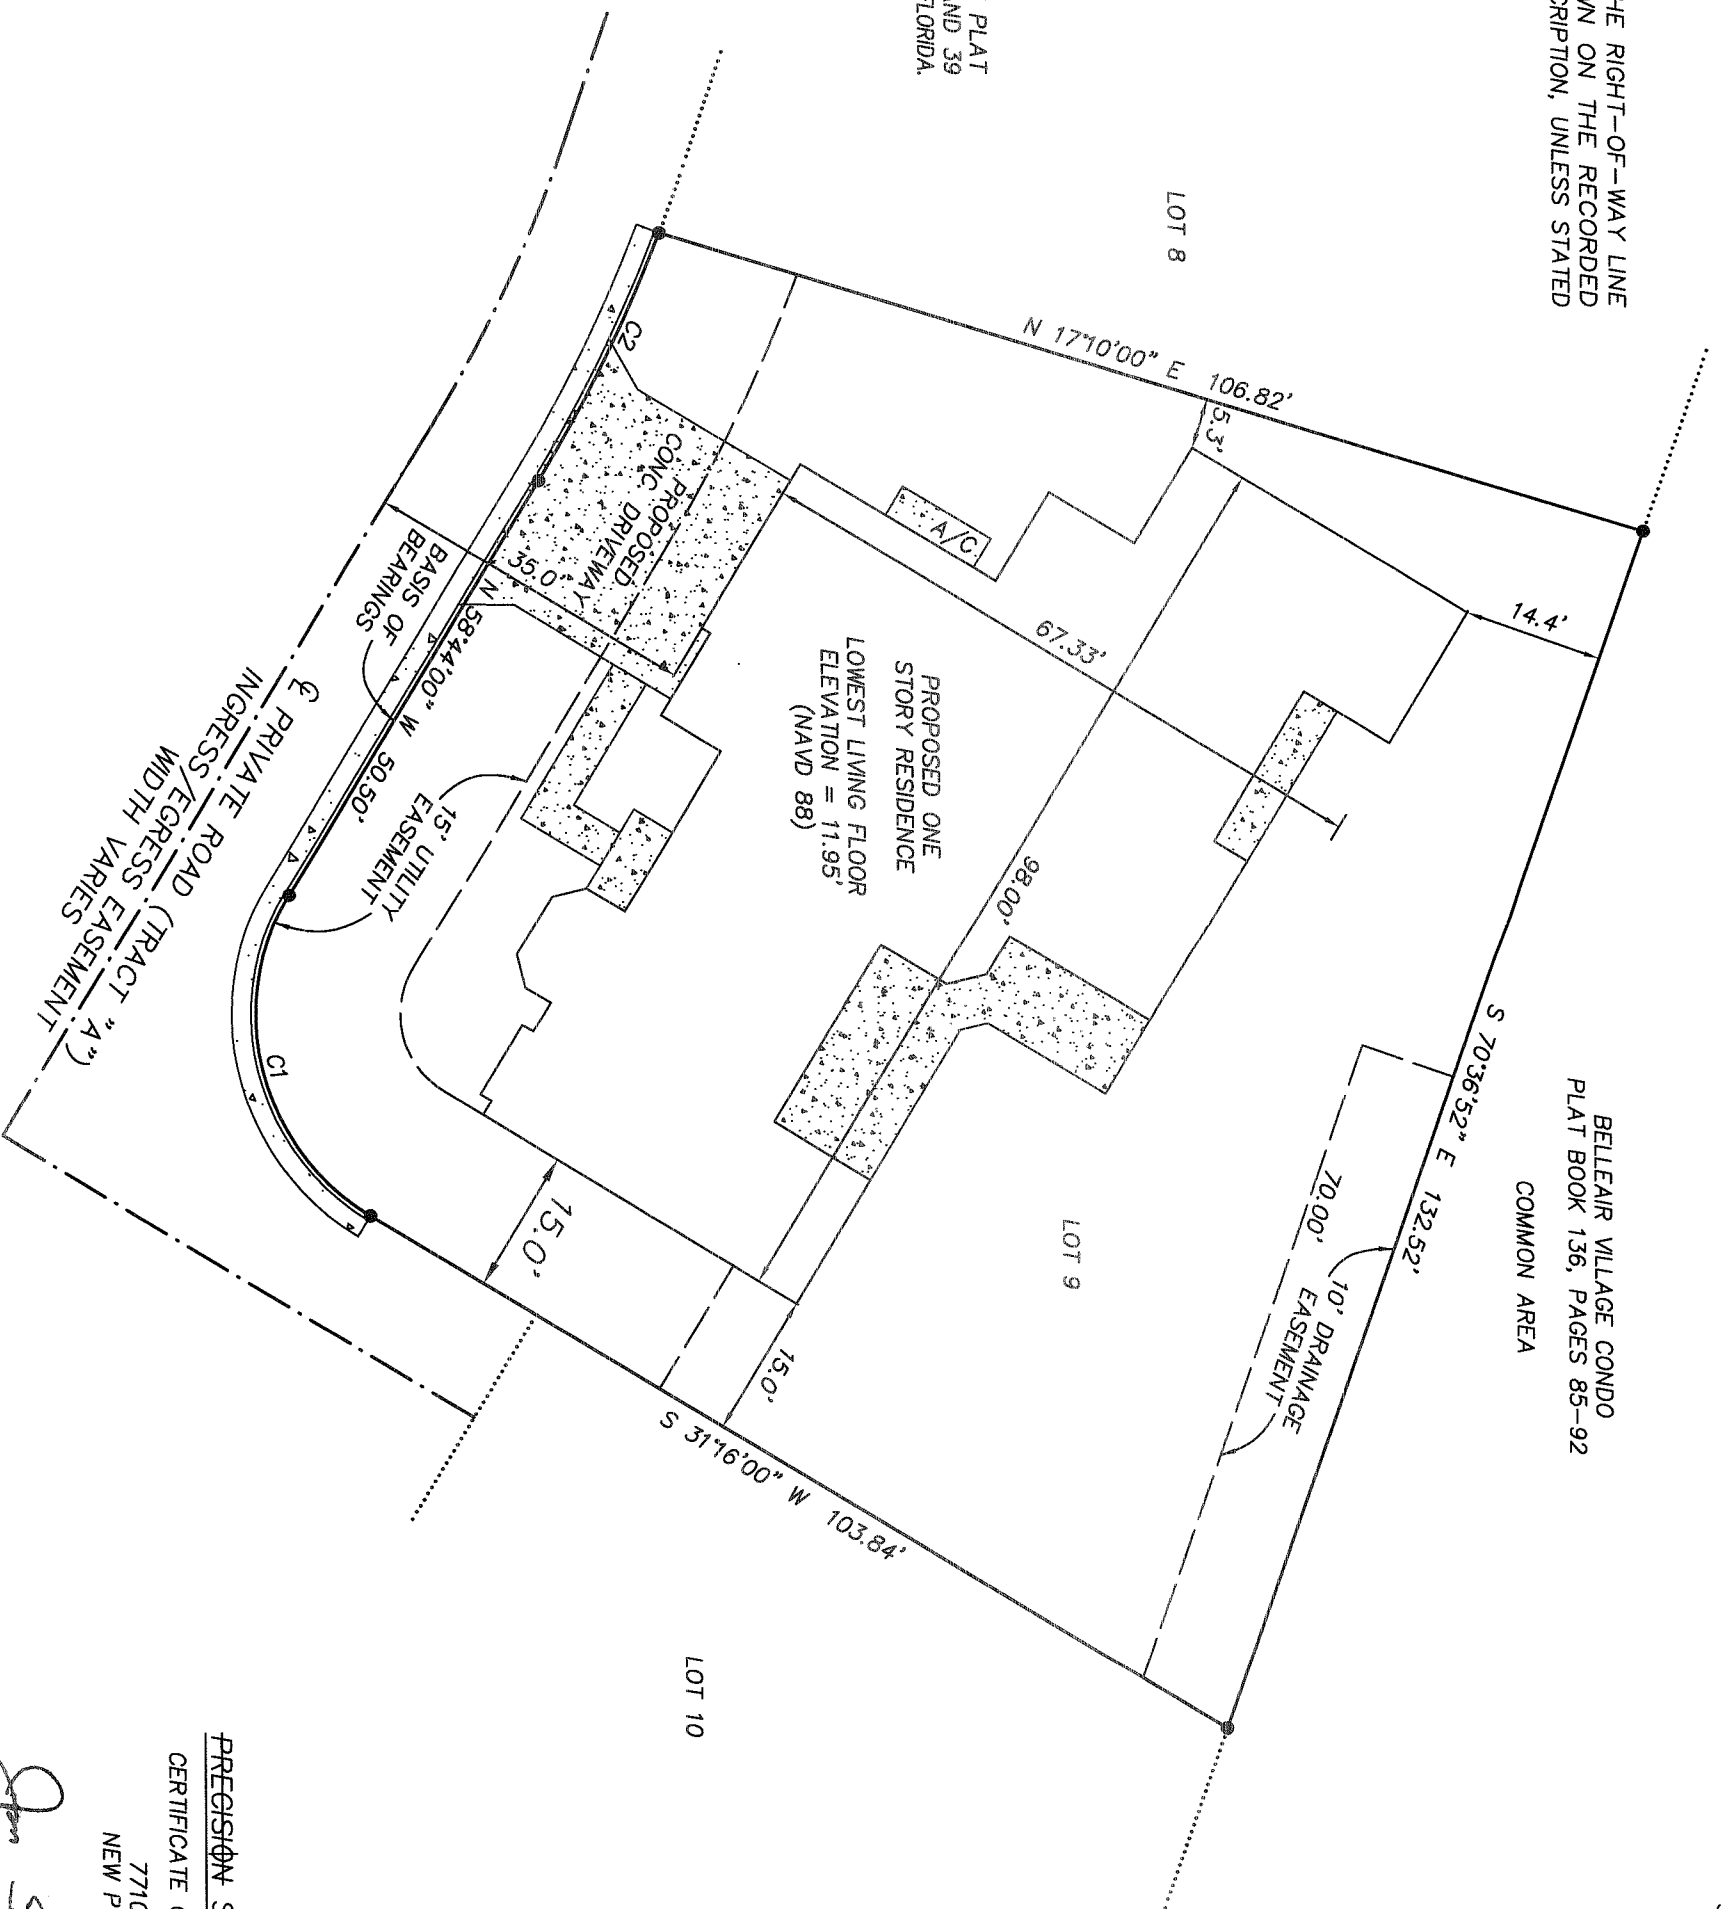 HE RIGHT-OF-WAY LINE
WN ON THE RECORDED
CRIPTION, UNLESS STATED
PLAT
AND 39
FLORIDA.
BELLEAIR VILLAGE CONDO
PLAT BOOK 136, PAGES 85-92
COMMON AREA
S 70°36'52" E 132.52'
10' DRAINAGE
EASEMENT
70.00'
14.4'
LOT 8
N 17°10'00" E 106.82'
5.3'
A/C
67.33'
98.00'
PROPOSED ONE
STORY RESIDENCE
LOWEST LIVING FLOOR
ELEVATION = 11.95'
(NAVD 88)
LOT 9
15.0'
15.0'
S 31°16'00" W 103.84'
LOT 10
C2
PROPOSED
CONC DRIVEWAY
35.0'
N 58°44'00" W 50.50'
BASIS OF
BEARINGS
15' UTILITY
EASEMENT
C1
℄ PRIVATE ROAD (TRACT "A")
INGRESS/EGRESS EASEMENT
WIDTH VARIES
PRECISION S
CERTIFICATE
7710
NEW P